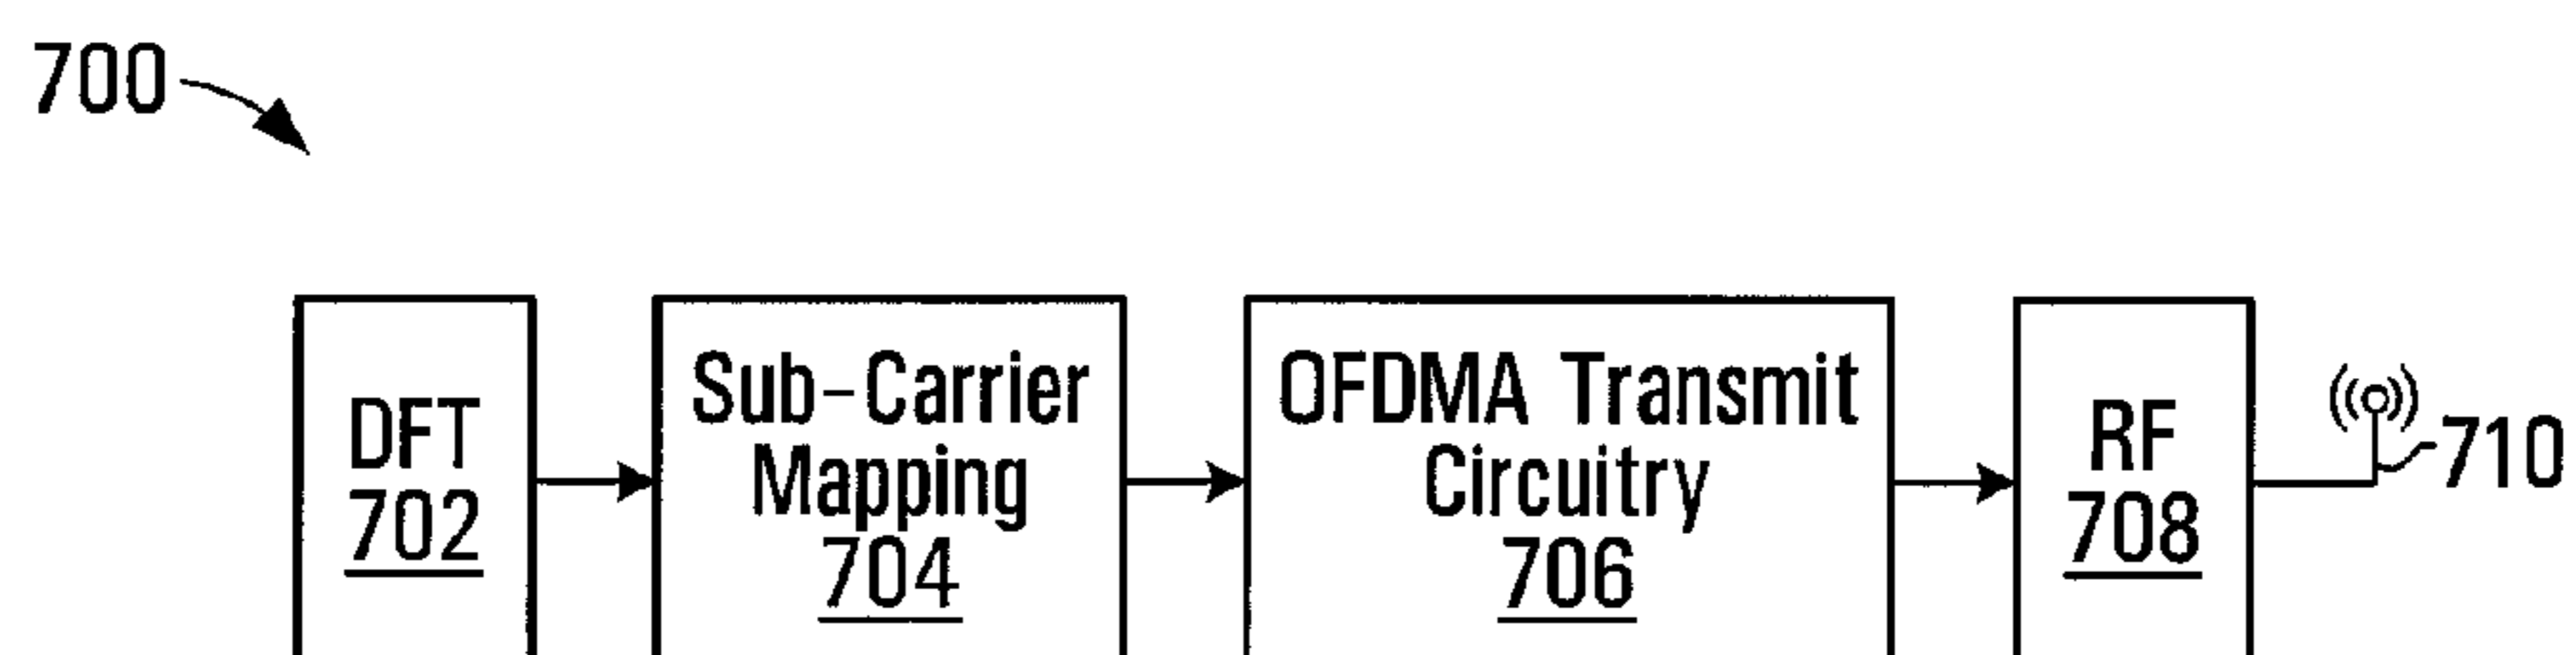 700
DFT
702
Sub-Carrier
Mapping
704
OFDMA Transmit
Circuitry
706
RF
708
710